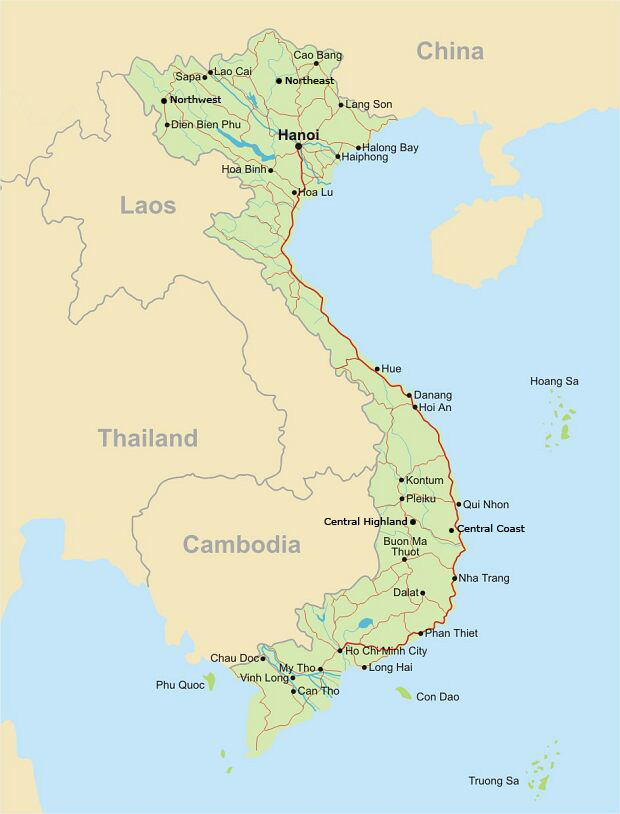 China
Cao Bang
Lao Cai
Sapa
Northeast
Northwest
Lang Son
Dien Bien Phu
Hanoi
Halong Bay
Haiphong
Hoa Binh
Hoa Lu
Laos
Hue
Hoang Sa
Danang
Hoi An
Thailand
Kontum
Pleiku
Qui Nhon
Central Highland
Central Coast
Cambodia
Buon Ma
Thuot
Nha Trang
Dalat
Phan Thiet
Ho Chi Minh City
Chau Doc
My Tho
Long Hai
Vinh Long
Phu Quoc
Can Tho
Con Dao
Truong Sa